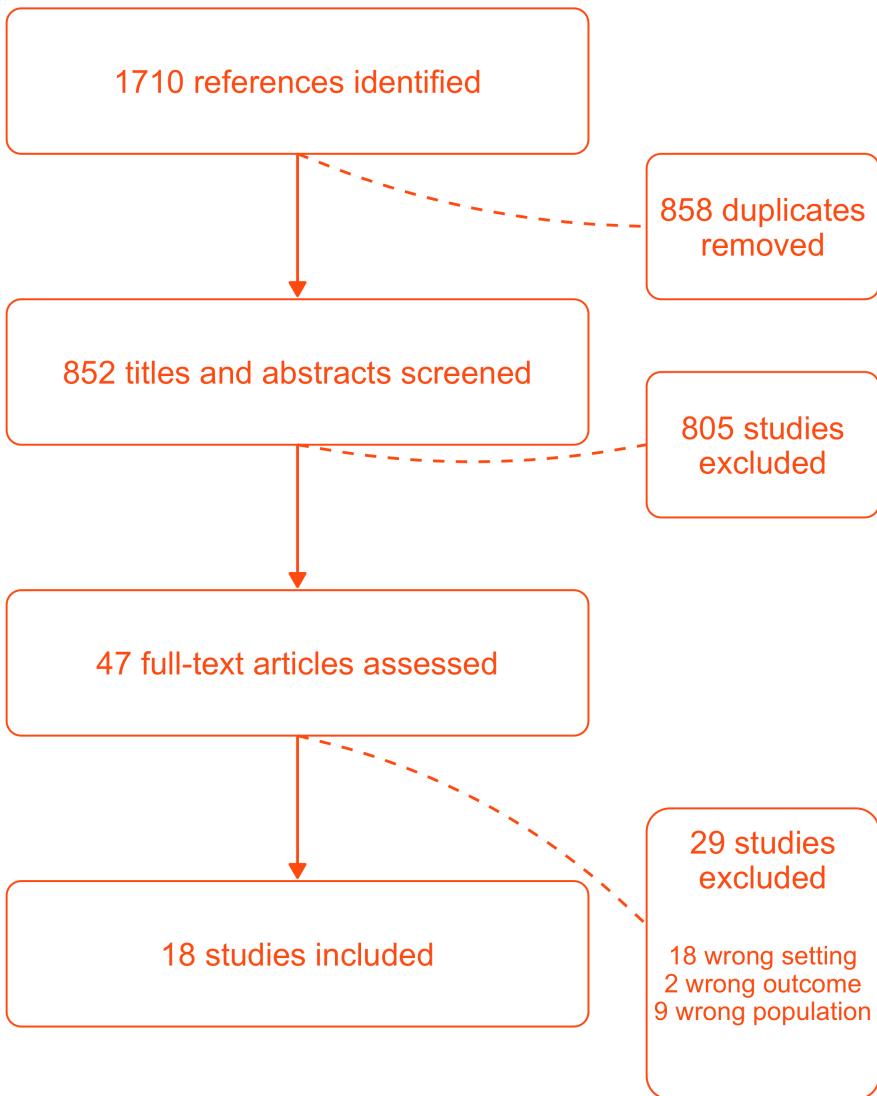 1710 references identified
858 duplicates
removed
852 titles and abstracts screened
805 studies
excluded
47 full-text articles assessed
29 studies
excluded
18 wrong setting
2 wrong outcome
9 wrong population
18 studies included